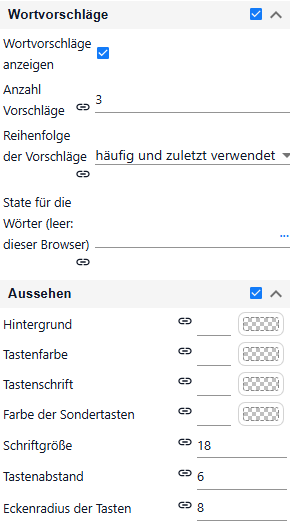 Wortvorschläge
Wortvorschläge
anzeigen
Anzahl
Vorschläge
3
Reihenfolge
der Vorschläge
häufig und zuletzt verwendet
State für die
Wörter (leer:
dieser Browser)
...
Aussehen
Hintergrund
Tastenfarbe
Tastenschrift
Farbe der Sondertasten
Schriftgröße
18
Tastenabstand
6
Eckenradius der Tasten
8